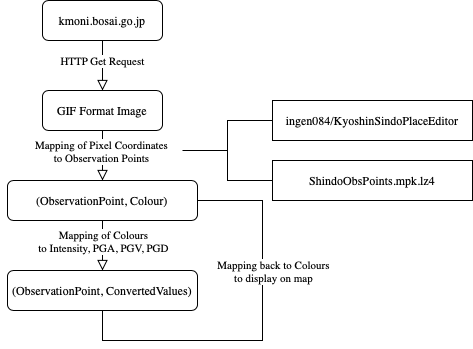 kmoni.bosai.go.jp
HTTP Get Request
GIF Format Image
Mapping of Pixel Coordinates
to Observation Points
ingen084/KyoshinSindoPlaceEditor
ShindoObsPoints.mpk.lz4
(ObservationPoint, Colour)
Mapping of Colours
to Intensity, PGA, PGV, PGD
Mapping back to Colours
to display on map
(ObservationPoint, ConvertedValues)